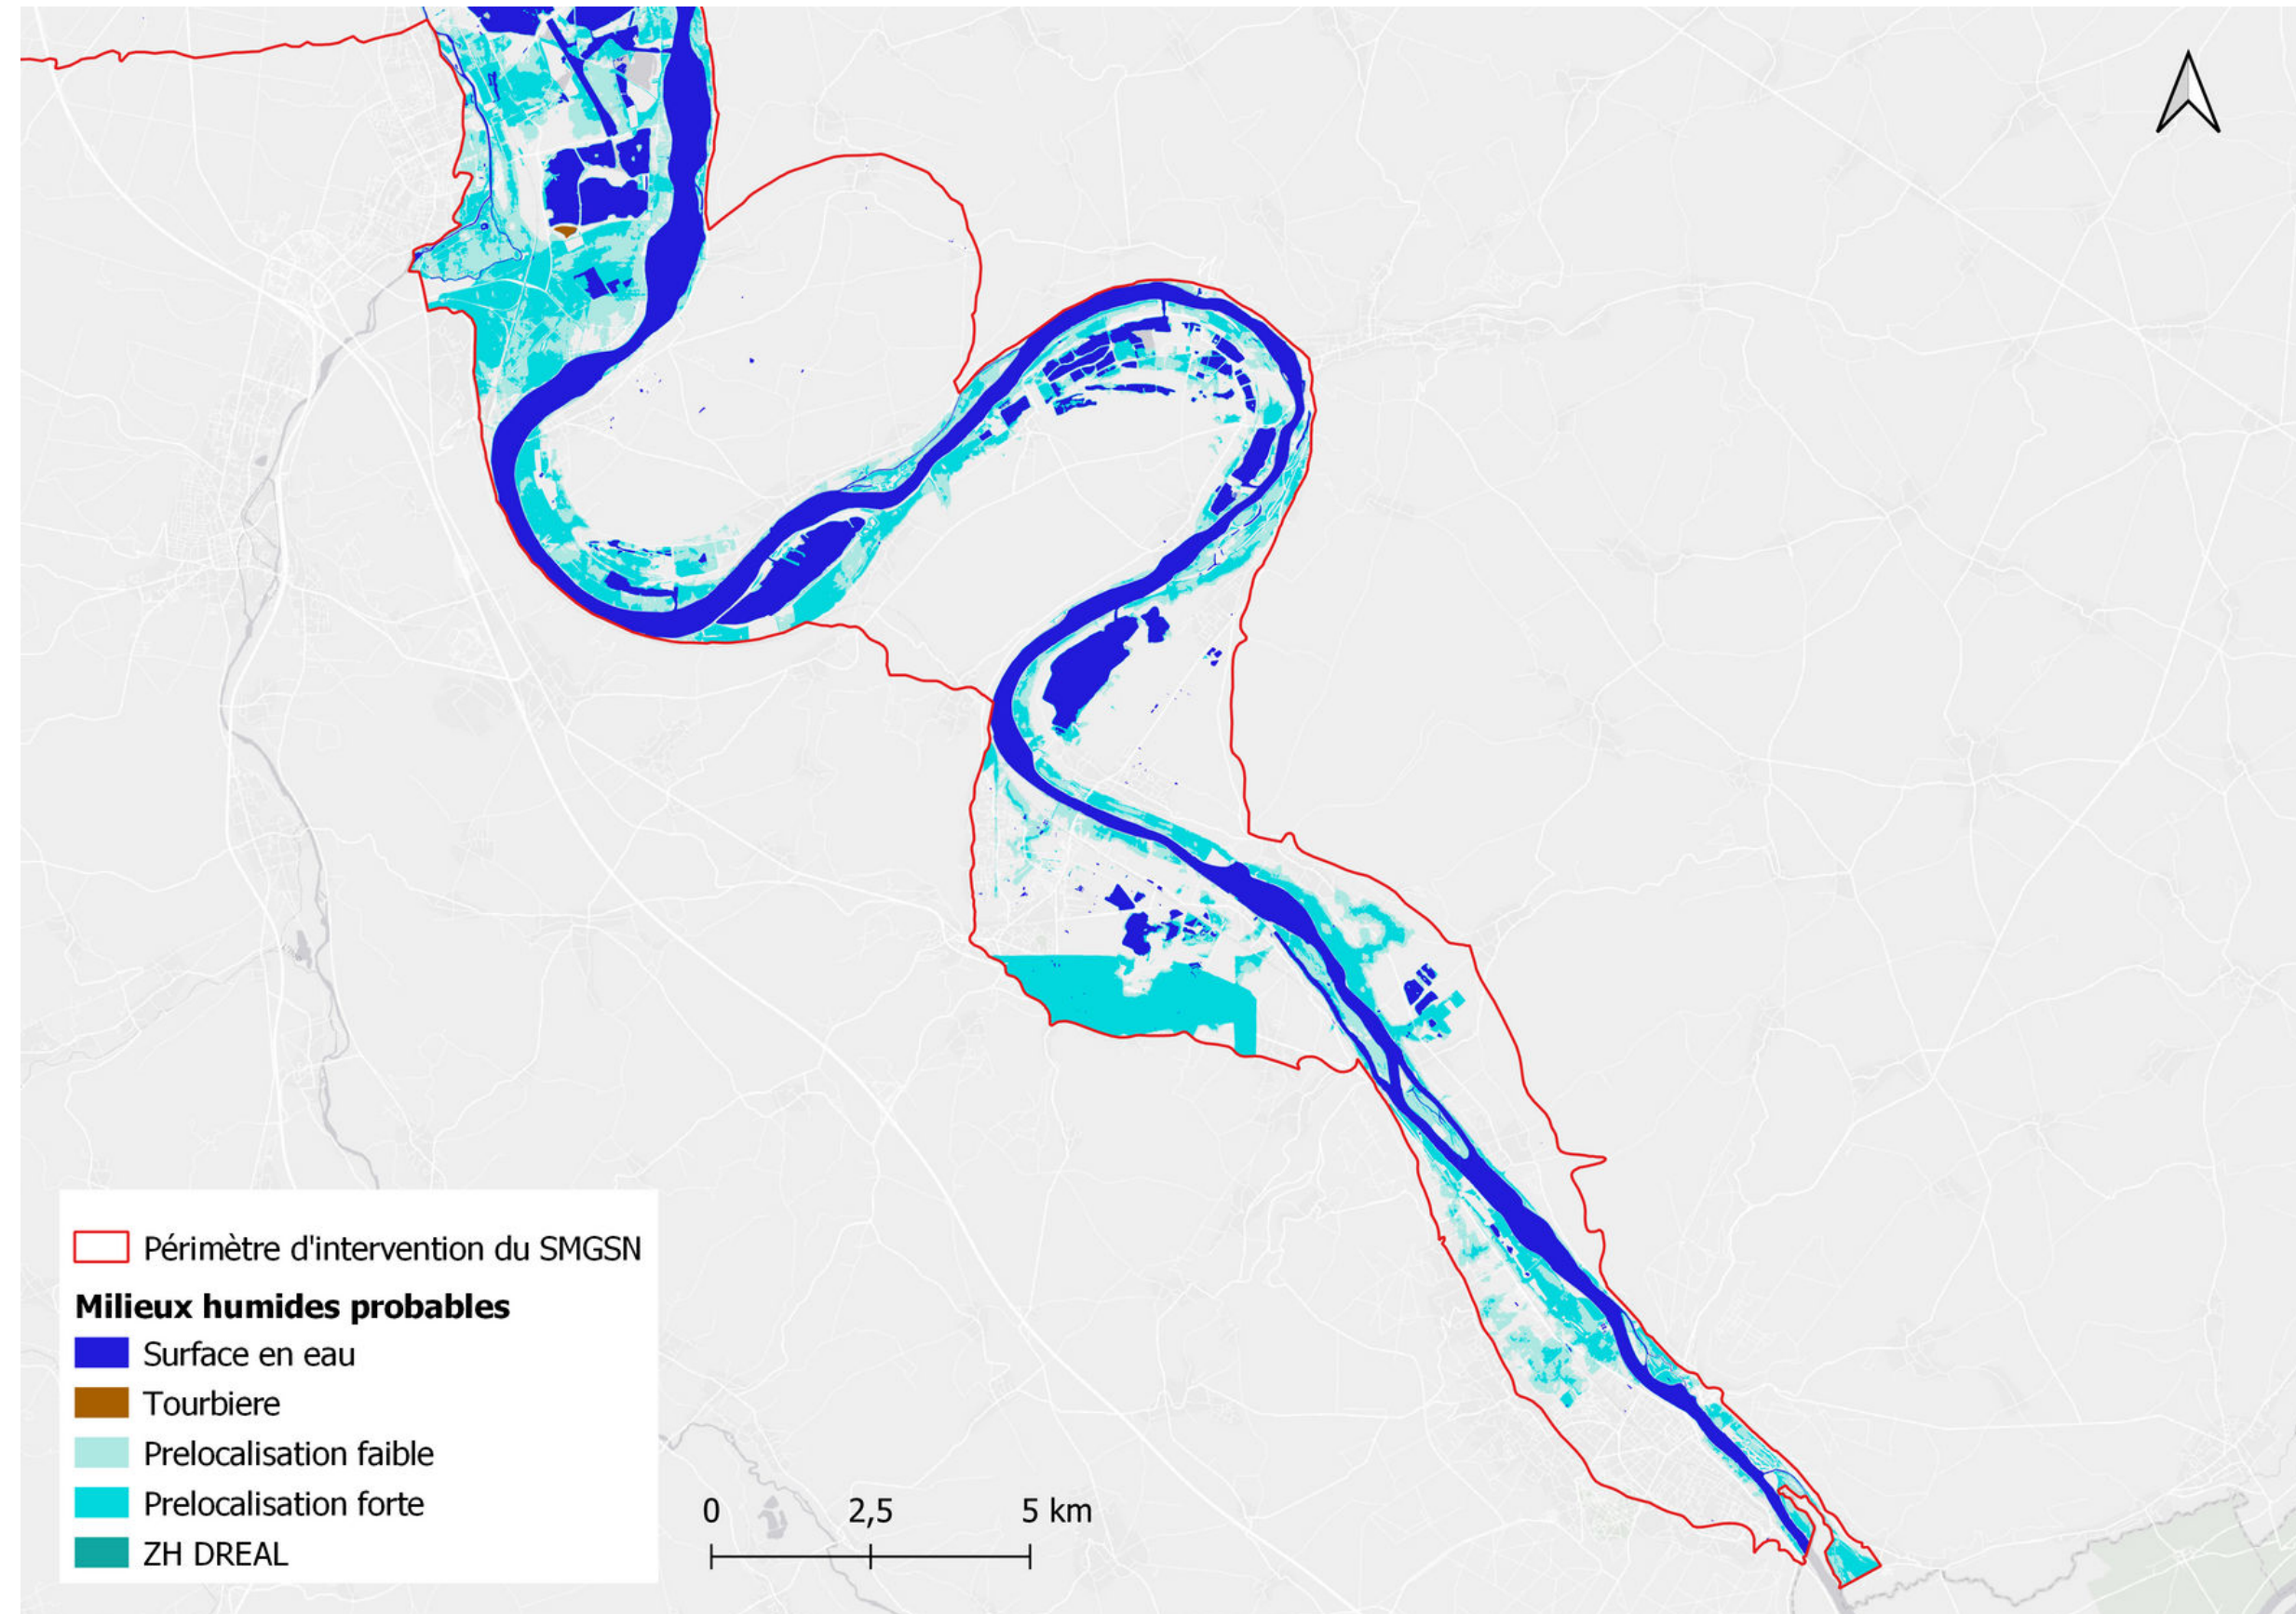 Périmètre d'intervention du SMGSN
Milieux humides probables
Surface en eau
Tourbiere
Prelocalisation faible
Prelocalisation forte
ZH DREAL
0 2,5 5 km